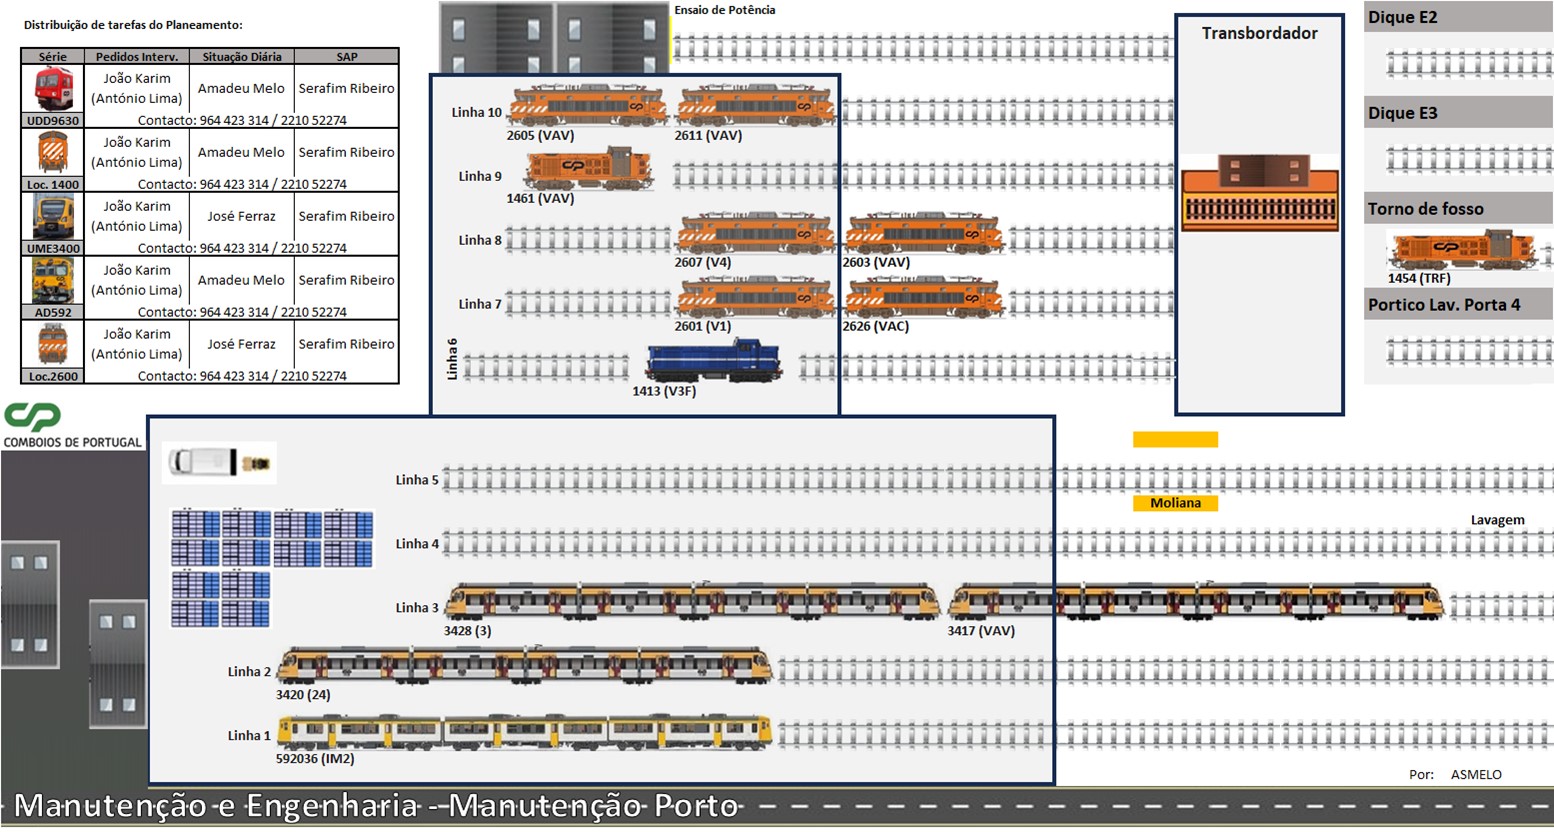 Distribuição de tarefas do Planeamento:
Série Pedidos Interv. Situação Diária SAP
João Karim
(António Lima)
Amadeu Melo
Serafim Ribeiro
UDD9630
Contacto: 964 423 314 / 2210 52274
João Karim
(António Lima)
Amadeu Melo
Serafim Ribeiro
Loc. 1400
Contacto: 964 423 314 / 2210 52274
João Karim
(António Lima)
José Ferraz
Serafim Ribeiro
UME3400
Contacto: 964 423 314 / 2210 52274
João Karim
(António Lima)
Amadeu Melo
Serafim Ribeiro
AD592
Contacto: 964 423 314 / 2210 52274
João Karim
(António Lima)
José Ferraz
Serafim Ribeiro
Loc.2600
Contacto: 964 423 314 / 2210 52274
CP
COMBOIOS DE PORTUGAL
Ensaio de Potência
Linha 10
2605 (VAV)
2611 (VAV)
Linha 9
1461 (VAV)
Linha 8
2607 (V4)
2603 (VAV)
Linha 7
2601 (V1)
2626 (VAC)
Linha 6
1413 (V3F)
Transbordador
Dique E2
Dique E3
Torno de fosso
1454 (TRF)
Portico Lav. Porta 4
Linha 5
Moliana
Lavagem
Linha 4
Linha 3
3428 (3)
3417 (VAV)
Linha 2
3420 (24)
Linha 1
592036 (IM2)
Por: ASMELO
Manutenção e Engenharia - Manutenção Porto